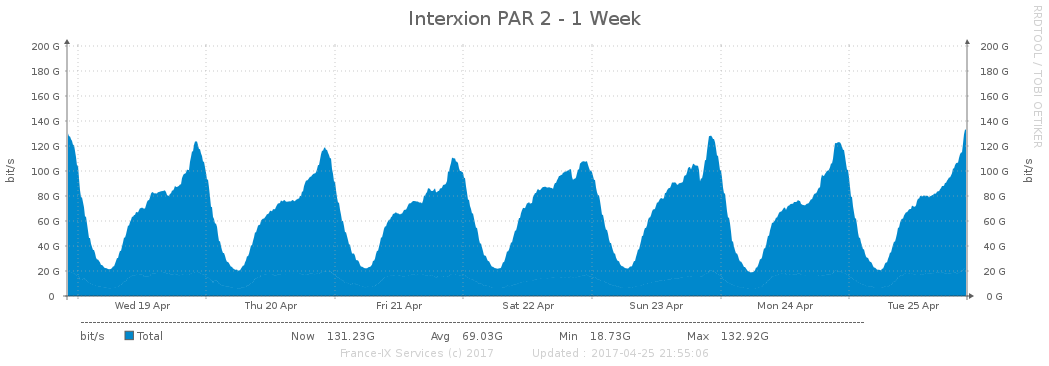 Interxion PAR 2 - 1 Week
RRDTOOL / TOBI OETIKER
200 G 200 G
180 G 180 G
160 G 160 G
140 G 140 G
120 G 120 G
100 G 100 G
80 G 80 G
60 G 60 G
40 G 40 G
20 G 20 G
0 0 G
bit/s
bit/s
Wed 19 Apr Thu 20 Apr Fri 21 Apr Sat 22 Apr Sun 23 Apr Mon 24 Apr Tue 25 Apr
bit/s Total Now 131.23G Avg 69.03G Min 18.73G Max 132.92G
France-IX Services (c) 2017 Updated : 2017-04-25 21:55:06